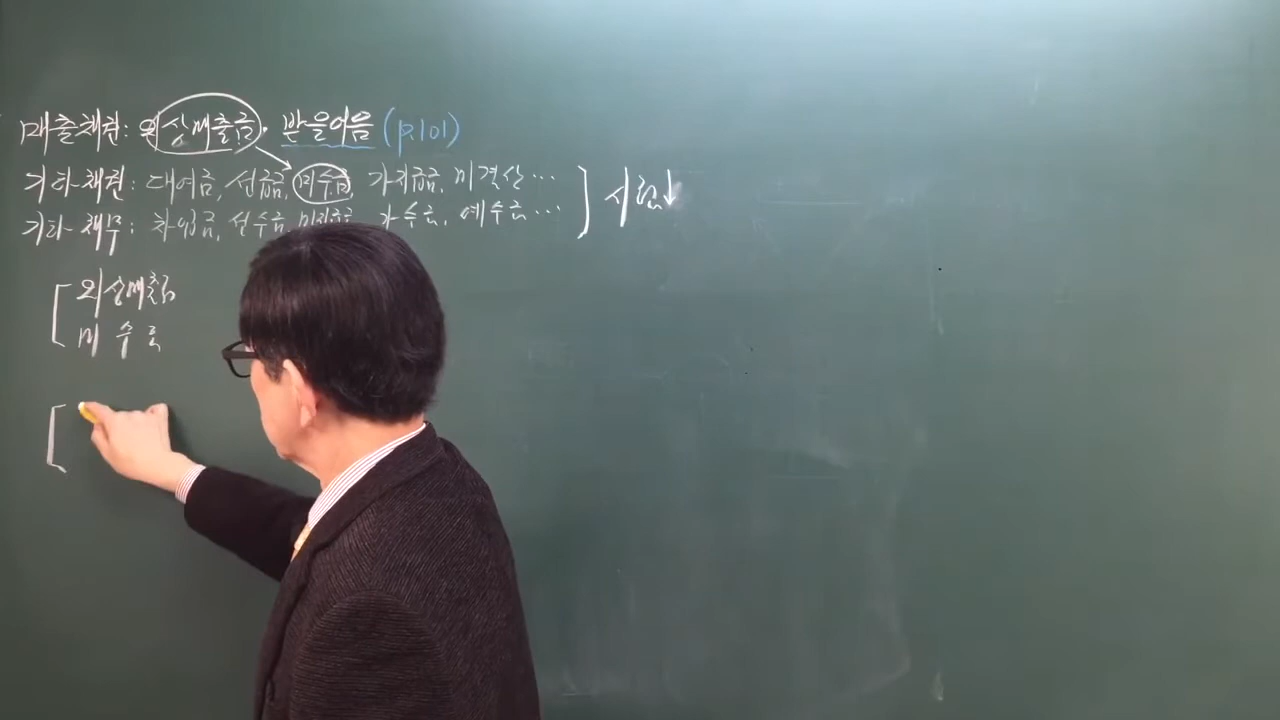 매출채권: 외상매출금. 받을어음 (p.101)
기타채권: 대여금, 선급금, 미수금, 가지급금, 미결산 ··· ] 시험↓
기타채무: 차입금, 선수금, 미지급금, 가수금, 예수금 ···
[ 외상매출금
미수금
[